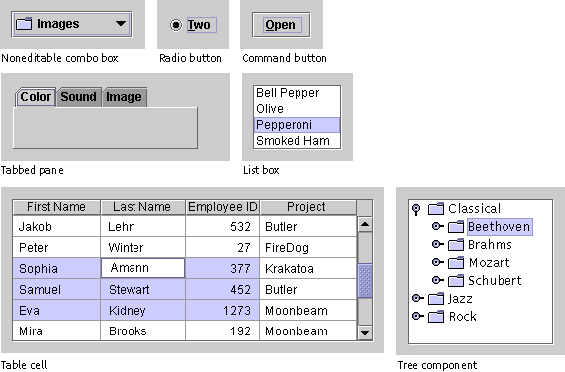 Images
Two
Open
Noneditable combo box
Radio button
Command button
Color Sound Image
Bell Pepper
Olive
Pepperoni
Smoked Ham
Tabbed pane
List box
First Name Last Name Employee ID Project
Jakob Lehr 532 Butler
Peter Winter 27 FireDog
Sophia Amann 377 Krakatoa
Samuel Stewart 452 Butler
Eva Kidney 1273 Moonbeam
Mira Brooks 192 Moonbeam
Classical
Beethoven
Brahms
Mozart
Schubert
Jazz
Rock
Table cell
Tree component